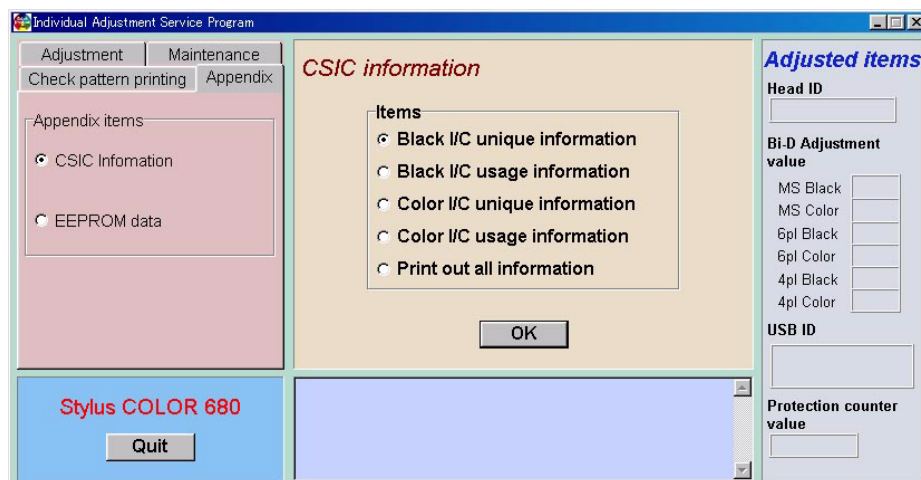 Individual Adjustment Service Program
Adjustment
Maintenance
Check pattern printing
Appendix
Appendix items
CSIC Infomation
EEPROM data
Stylus COLOR 680
Quit
CSIC information
Items
Black I/C unique information
Black I/C usage information
Color I/C unique information
Color I/C usage information
Print out all information
OK
Adjusted items
Head ID
Bi-D Adjustment
value
MS Black
MS Color
6pl Black
6pl Color
4pl Black
4pl Color
USB ID
Protection counter
value